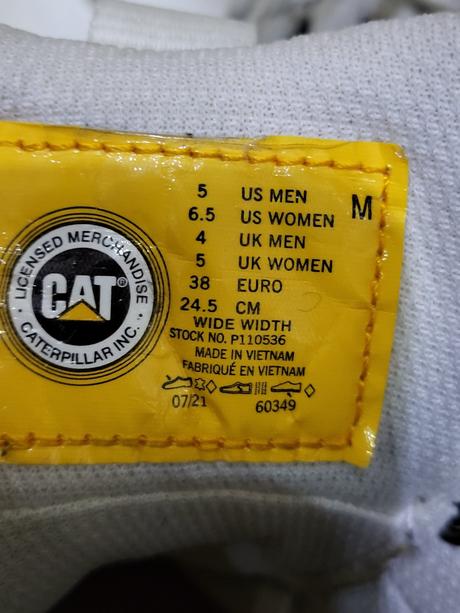 LICENSED MERCHANDISE
CAT®
CATERPILLAR INC.
5 US MEN M
6.5 US WOMEN
4 UK MEN
5 UK WOMEN
38 EURO
24.5 CM
WIDE WIDTH
STOCK NO. P110536
MADE IN VIETNAM
FABRIQUÉ EN VIETNAM
07/21 60349